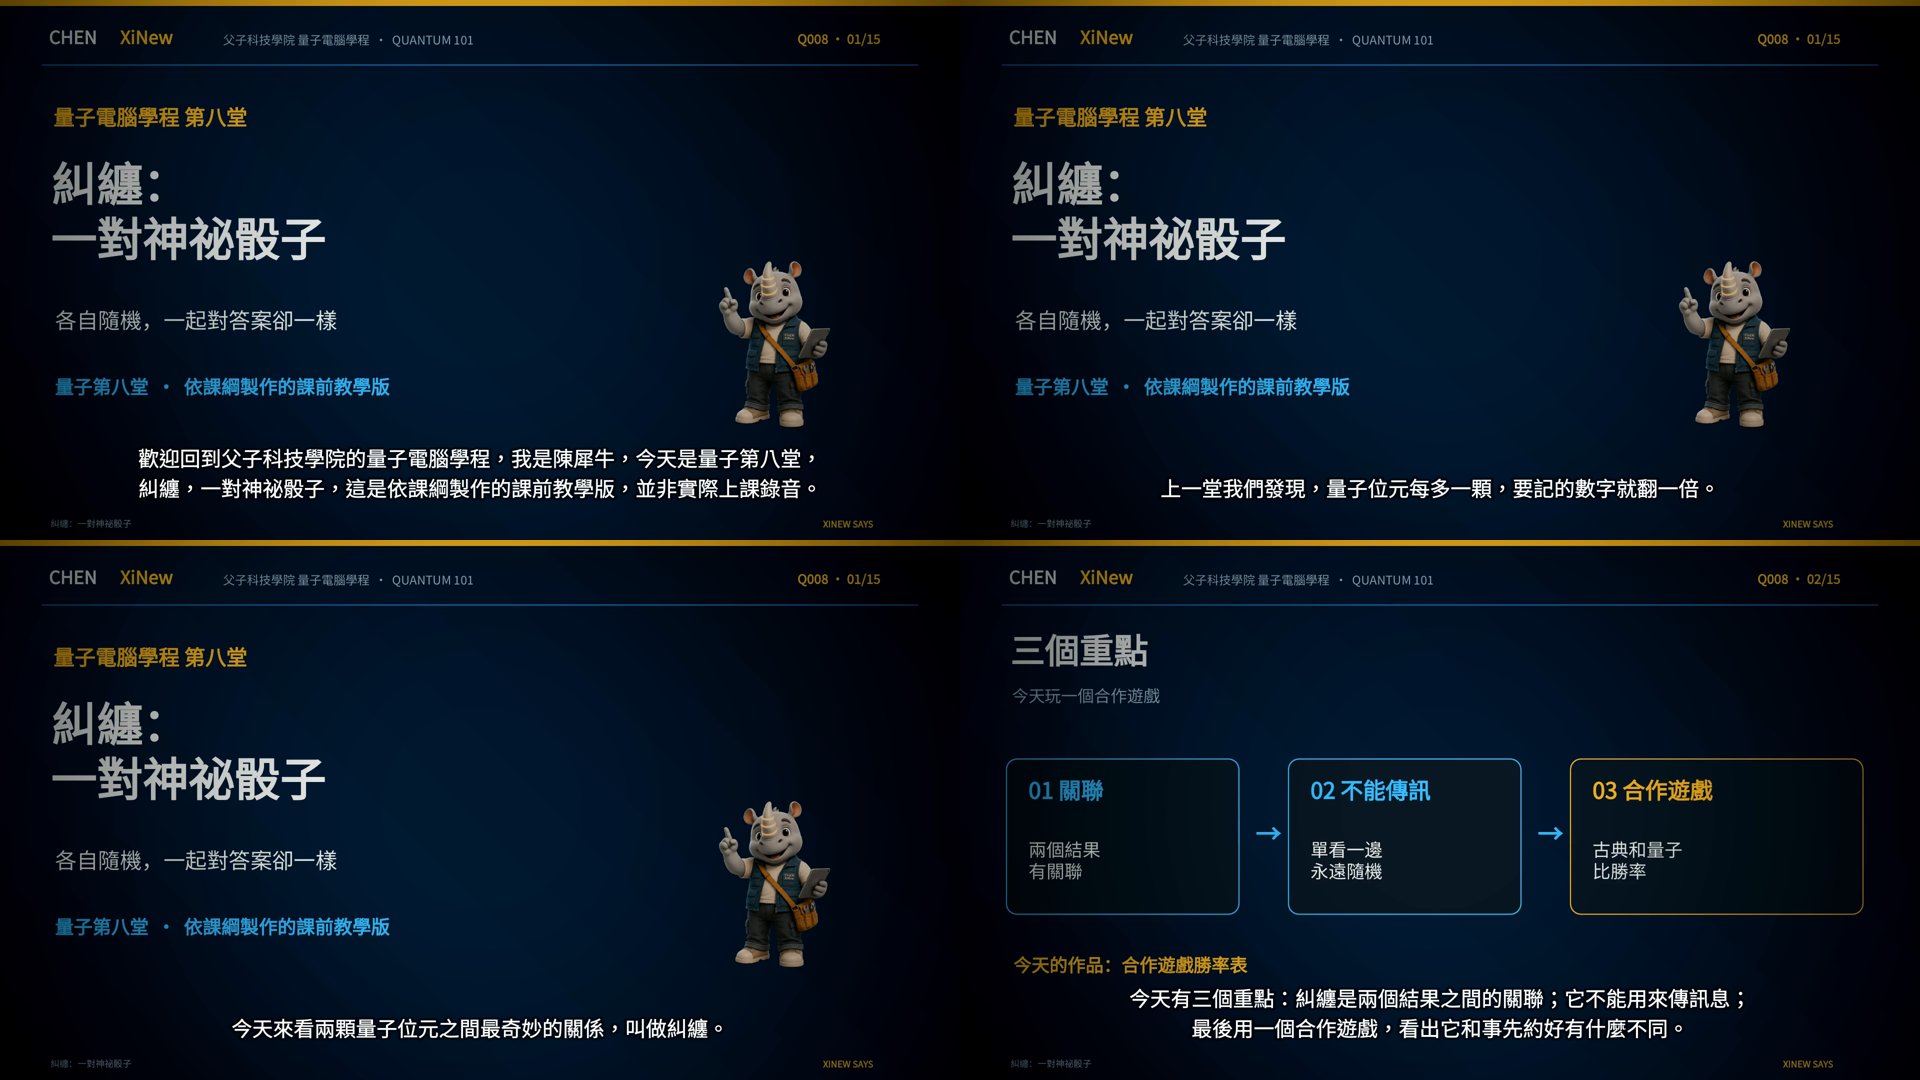 CHEN XiNew 父子科技學院 量子電腦學程 · QUANTUM 101 Q008 · 01/15
量子電腦學程 第八堂
糾纏：
一對神祕骰子
各自隨機，一起對答案卻一樣
量子第八堂 · 依課綱製作的課前教學版
歡迎回到父子科技學院的量子電腦學程，我是陳犀牛，今天是量子第八堂，
糾纏，一對神祕骰子，這是依課綱製作的課前教學版，並非實際上課錄音。
糾纏：一對神祕骰子 XINEW SAYS
CHEN XiNew 父子科技學院 量子電腦學程 · QUANTUM 101 Q008 · 01/15
量子電腦學程 第八堂
糾纏：
一對神祕骰子
各自隨機，一起對答案卻一樣
量子第八堂 · 依課綱製作的課前教學版
上一堂我們發現，量子位元每多一顆，要記的數字就翻一倍。
糾纏：一對神祕骰子 XINEW SAYS
CHEN XiNew 父子科技學院 量子電腦學程 · QUANTUM 101 Q008 · 01/15
量子電腦學程 第八堂
糾纏：
一對神祕骰子
各自隨機，一起對答案卻一樣
量子第八堂 · 依課綱製作的課前教學版
今天來看兩顆量子位元之間最奇妙的關係，叫做糾纏。
糾纏：一對神祕骰子 XINEW SAYS
CHEN XiNew 父子科技學院 量子電腦學程 · QUANTUM 101 Q008 · 02/15
三個重點
今天玩一個合作遊戲
01 關聯
兩個結果
有關聯
→
02 不能傳訊
單看一邊
永遠隨機
→
03 合作遊戲
古典和量子
比勝率
今天的作品：合作遊戲勝率表
今天有三個重點：糾纏是兩個結果之間的關聯；它不能用來傳訊息；
最後用一個合作遊戲，看出它和事先約好有什麼不同。
糾纏：一對神祕骰子 XINEW SAYS